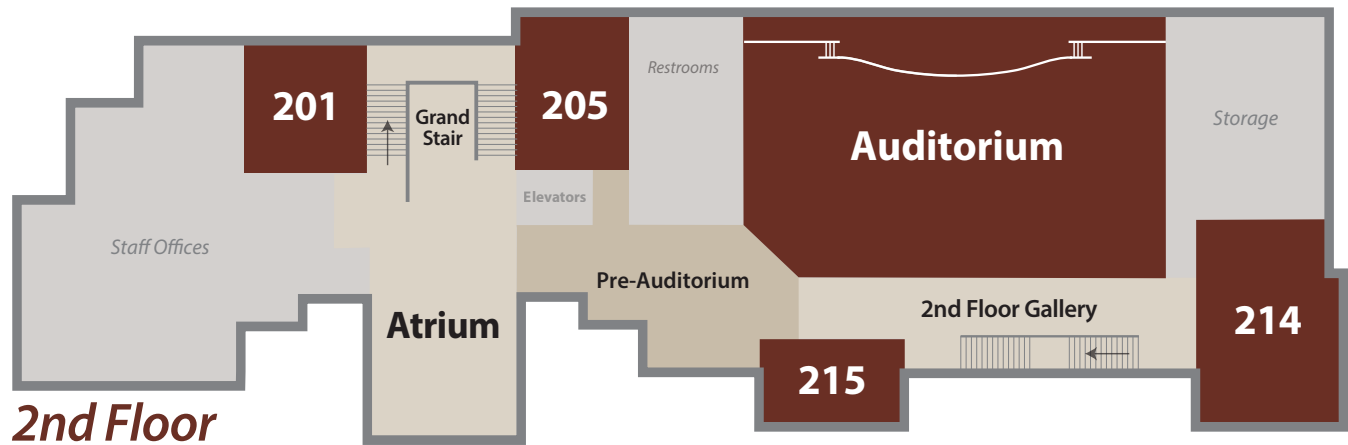 Restrooms
201
Grand
Stair
205
Auditorium
Storage
Elevators
Staff Offices
Pre-Auditorium
Atrium
2nd Floor Gallery
214
215
2nd Floor